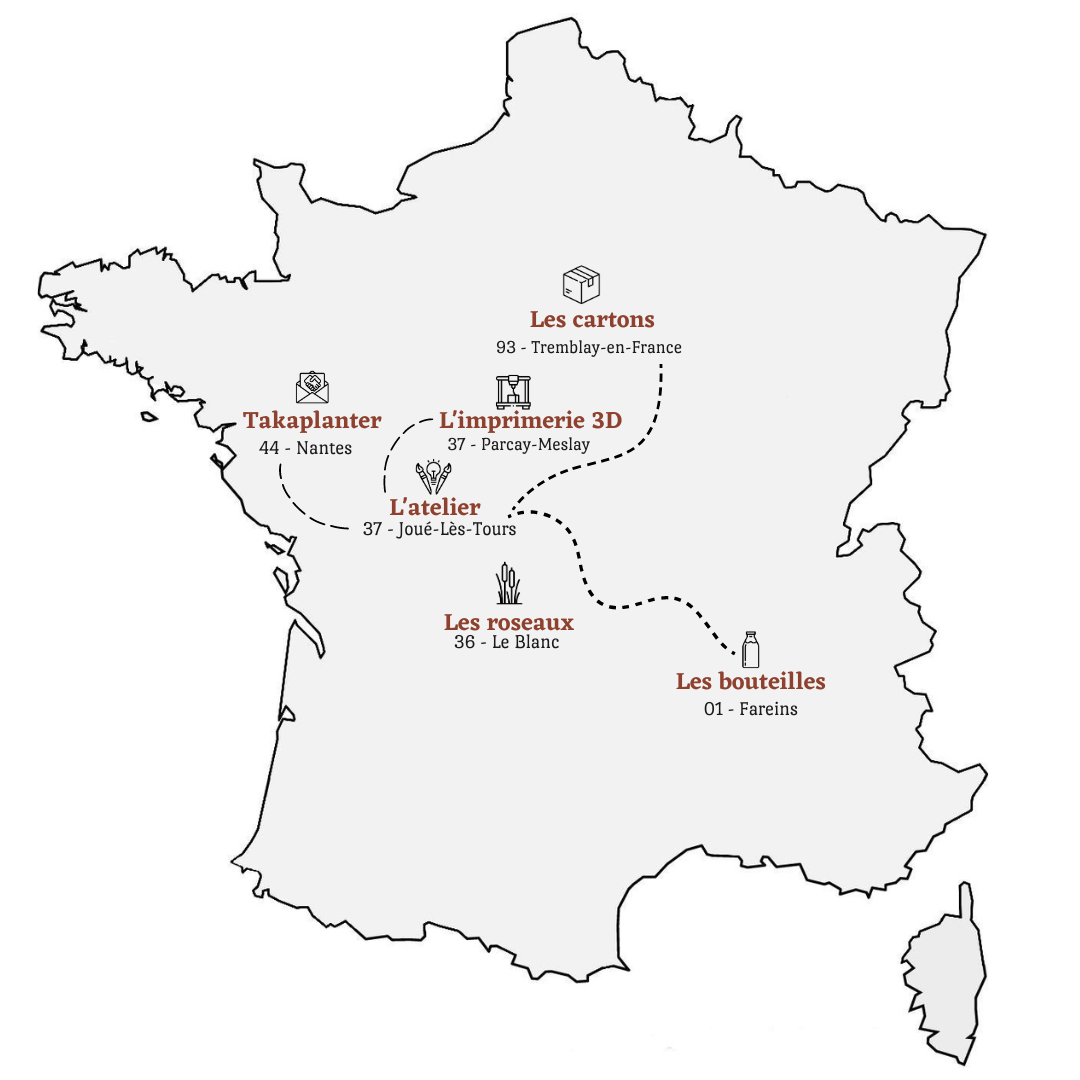 Les cartons
93 - Tremblay-en-France
Takaplanter
44 - Nantes
L'imprimerie 3D
37 - Parcay-Meslay
L'atelier
37 - Joué-Lès-Tours
Les roseaux
36 - Le Blanc
Les bouteilles
01 - Fareins